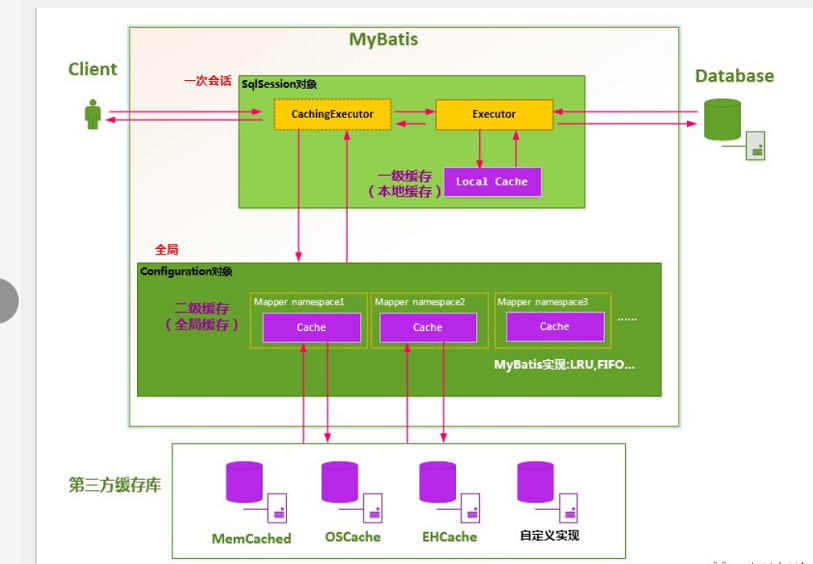 MyBatis
Client
一次会话
SqlSession对象
Database
CachingExecutor
Executor
一级缓存
（本地缓存）
Local Cache
全局
Configuration对象
二级缓存
（全局缓存）
Mapper namespace1
Mapper namespace2
Mapper namespace3
Cache
Cache
Cache
......
MyBatis实现:LRU,FIFO...
第三方缓存库
MemCached
OSCache
EHCache
自定义实现